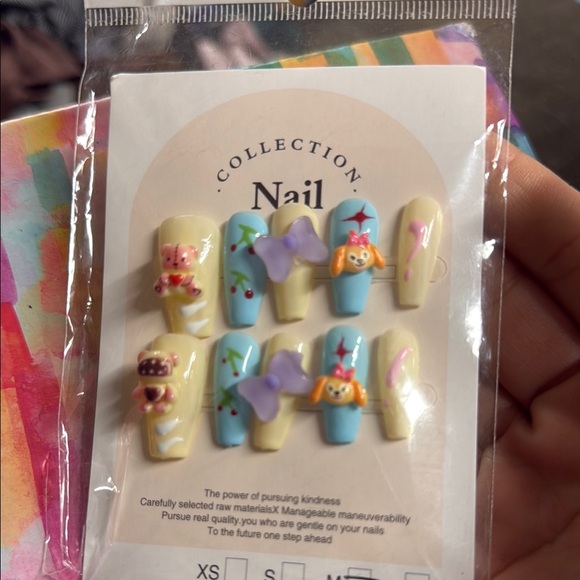 COLLECTION
Nail
The power of pursuing kindness
Carefully selected raw materialsX Manageable maneuverability
Pursue real quality.you who are gentle on your nails
To the future one step ahead
XS S M